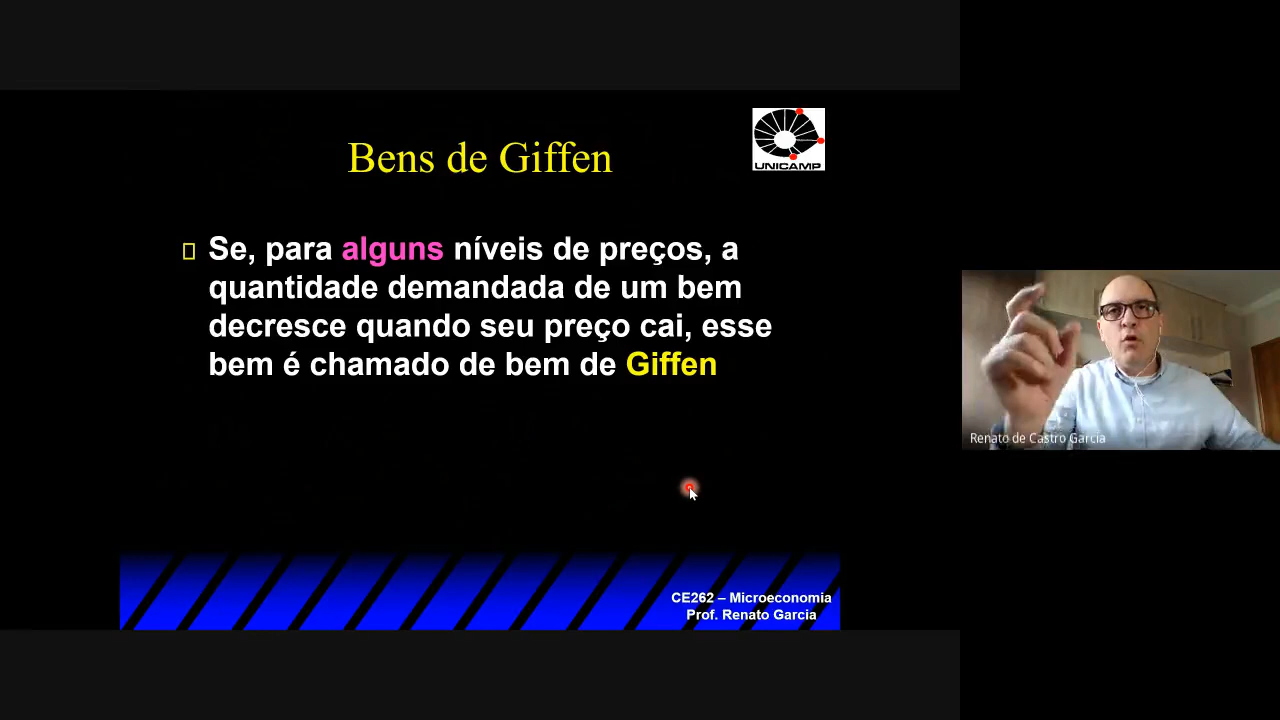 Bens de Giffen
UNICAMP
Se, para alguns níveis de preços, a
quantidade demandada de um bem
decresce quando seu preço cai, esse
bem é chamado de bem de Giffen
Renato de Castro Garcia
CE262 – Microeconomia
Prof. Renato Garcia